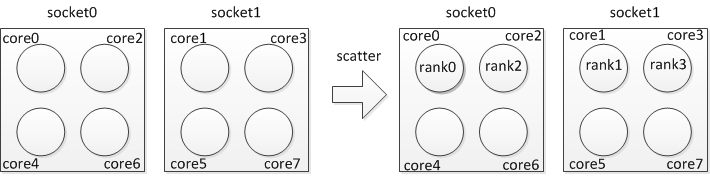 socket0
socket1
core0
core2
core1
core3
core4
core6
core5
core7
scatter
socket0
socket1
core0
core2
core1
core3
rank0
rank2
rank1
rank3
core4
core6
core5
core7